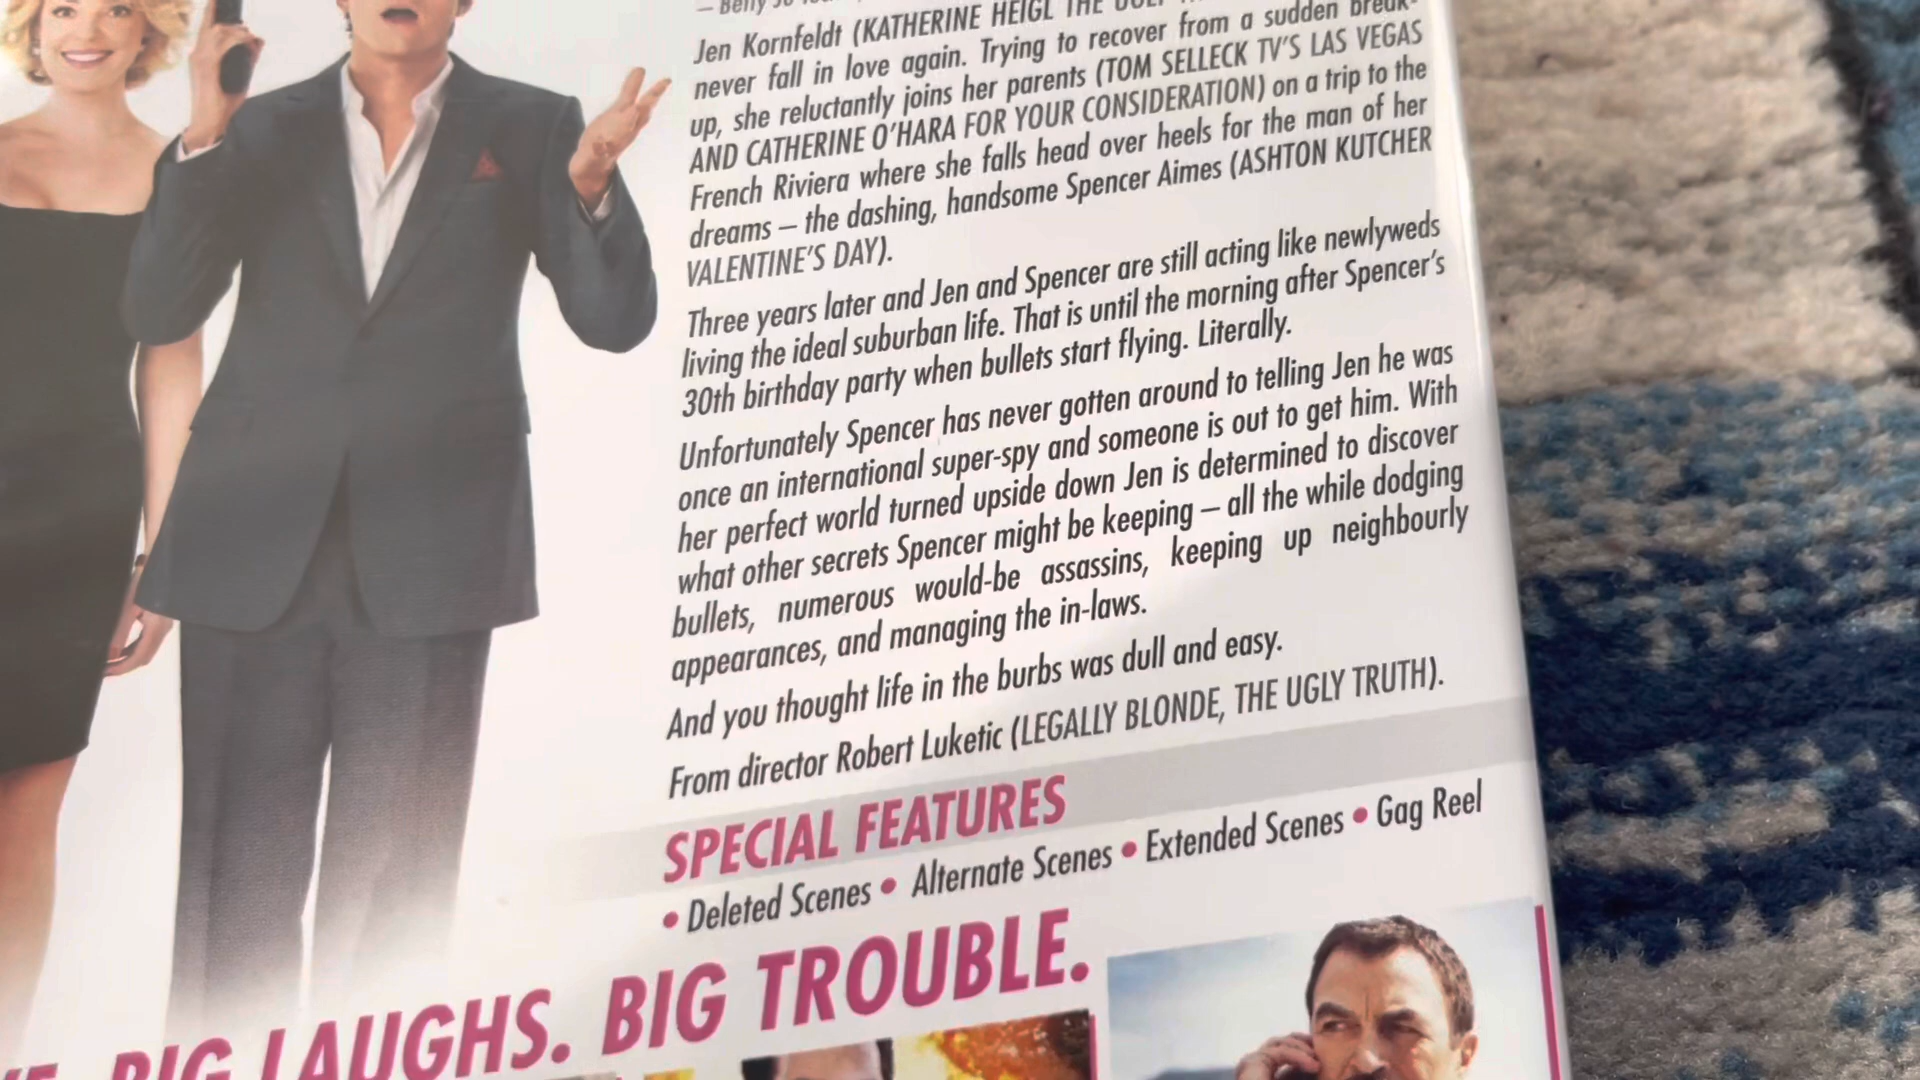 Jen Kornfeldt (KATHERINE HEIGL THE UGLY
never fall in love again. Trying to recover from a sudden break-
up, she reluctantly joins her parents (TOM SELLECK TV'S LAS VEGAS
AND CATHERINE O'HARA FOR YOUR CONSIDERATION) on a trip to the
French Riviera where she falls head over heels for the man of her
dreams – the dashing, handsome Spencer Aimes (ASHTON KUTCHER
VALENTINE'S DAY).
Three years later and Jen and Spencer are still acting like newlyweds
living the ideal suburban life. That is until the morning after Spencer's
30th birthday party when bullets start flying. Literally.
Unfortunately Spencer has never gotten around to telling Jen he was
once an international super-spy and someone is out to get him. With
her perfect world turned upside down Jen is determined to discover
what other secrets Spencer might be keeping – all the while dodging
bullets, numerous would-be assassins, keeping up neighbourly
appearances, and managing the in-laws.
And you thought life in the burbs was dull and easy.
From director Robert Luketic (LEGALLY BLONDE, THE UGLY TRUTH).
SPECIAL FEATURES
• Deleted Scenes • Alternate Scenes • Extended Scenes • Gag Reel
BIG LAUGHS. BIG TROUBLE.